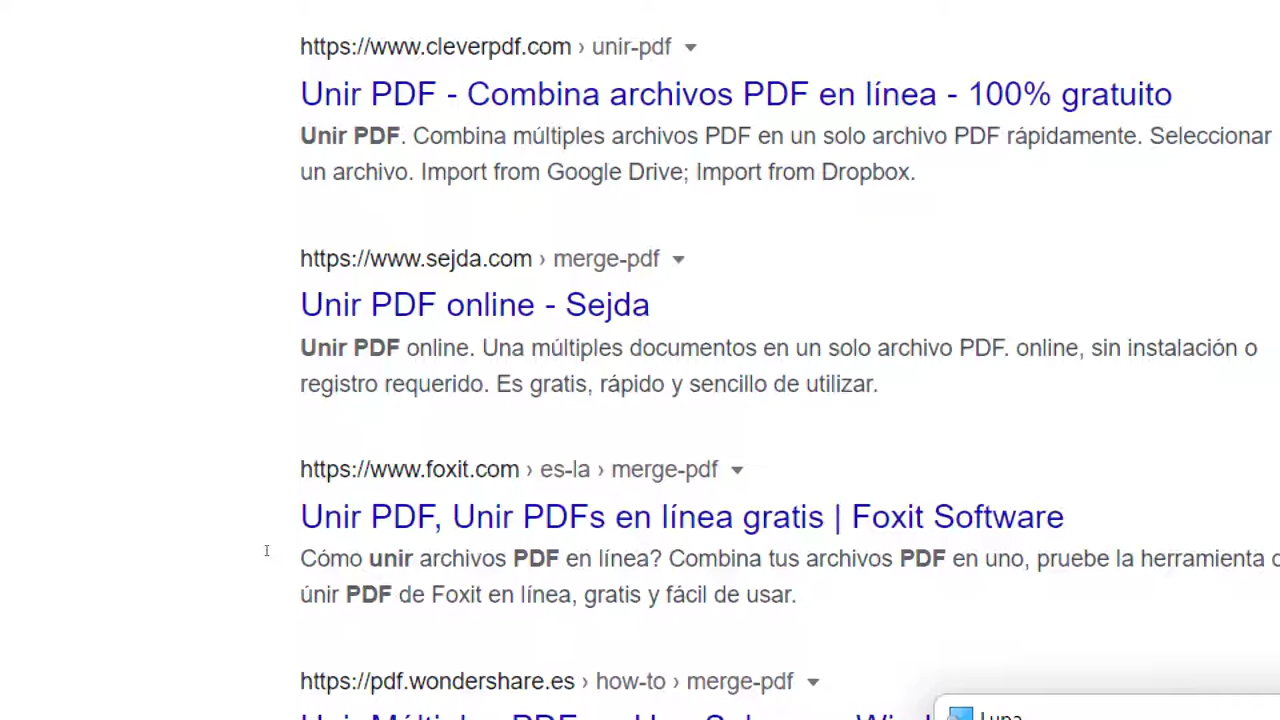 https://www.cleverpdf.com › unir-pdf
Unir PDF - Combina archivos PDF en línea - 100% gratuito
Unir PDF. Combina múltiples archivos PDF en un solo archivo PDF rápidamente. Seleccionar
un archivo. Import from Google Drive; Import from Dropbox.
https://www.sejda.com › merge-pdf
Unir PDF online - Sejda
Unir PDF online. Una múltiples documentos en un solo archivo PDF. online, sin instalación o
registro requerido. Es gratis, rápido y sencillo de utilizar.
https://www.foxit.com › es-la › merge-pdf
Unir PDF, Unir PDFs en línea gratis | Foxit Software
Cómo unir archivos PDF en línea? Combina tus archivos PDF en uno, pruebe la herramienta
únir PDF de Foxit en línea, gratis y fácil de usar.
https://pdf.wondershare.es › how-to › merge-pdf
Unir Múltiples PDF
Lupa